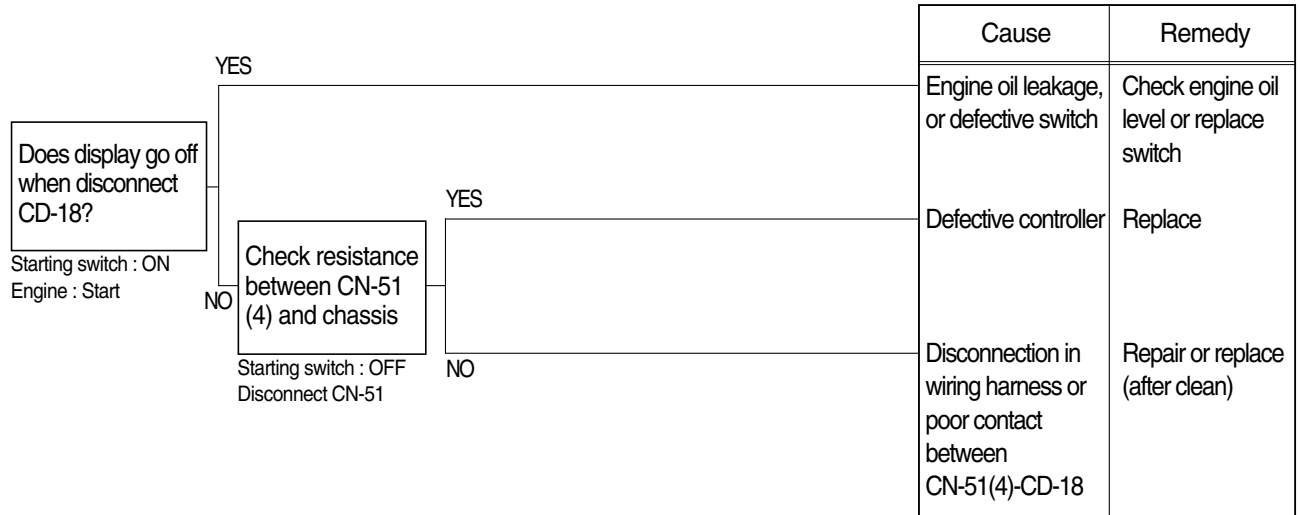 Cause
Remedy
YES
Engine oil leakage,
or defective switch
Check engine oil
level or replace
switch
Does display go off
when disconnect
CD-18?
Starting switch : ON
Engine : Start
YES
Defective controller
Replace
NO
Check resistance
between CN-51
(4) and chassis
Starting switch : OFF
Disconnect CN-51
NO
Disconnection in
wiring harness or
poor contact
between
CN-51(4)-CD-18
Repair or replace
(after clean)